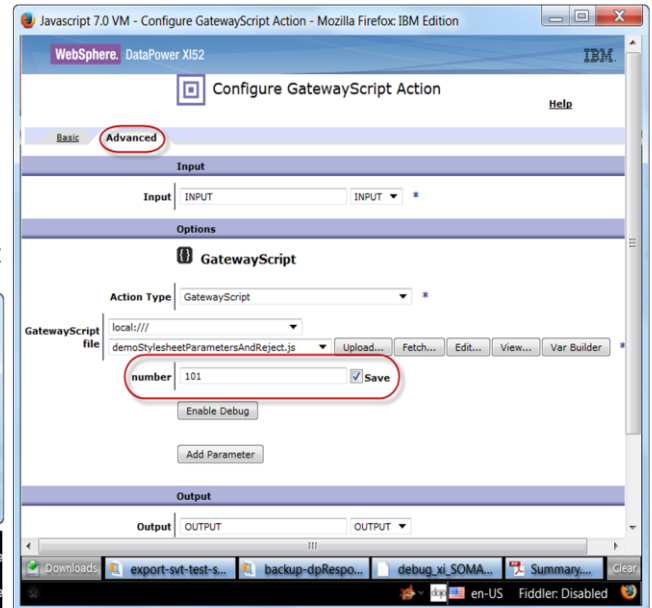 Javascript 7.0 VM - Configure GatewayScript Action - Mozilla Firefox: IBM Edition
WebSphere. DataPower XI52
IBM.
Configure GatewayScript Action
Help
Basic Advanced
Input
Input INPUT INPUT *
Options
{} GatewayScript
Action Type GatewayScript *
GatewayScript file
local:///
demoStylesheetParametersAndReject.js Upload... Fetch... Edit... View... Var Builder *
number 101 Save
Enable Debug
Add Parameter
Output
Output OUTPUT OUTPUT
Downloads export-svt-test-s... backup-dpRespo... debug_xi_SOMA... Summary.... Clear
dojo en-US Fiddler: Disabled